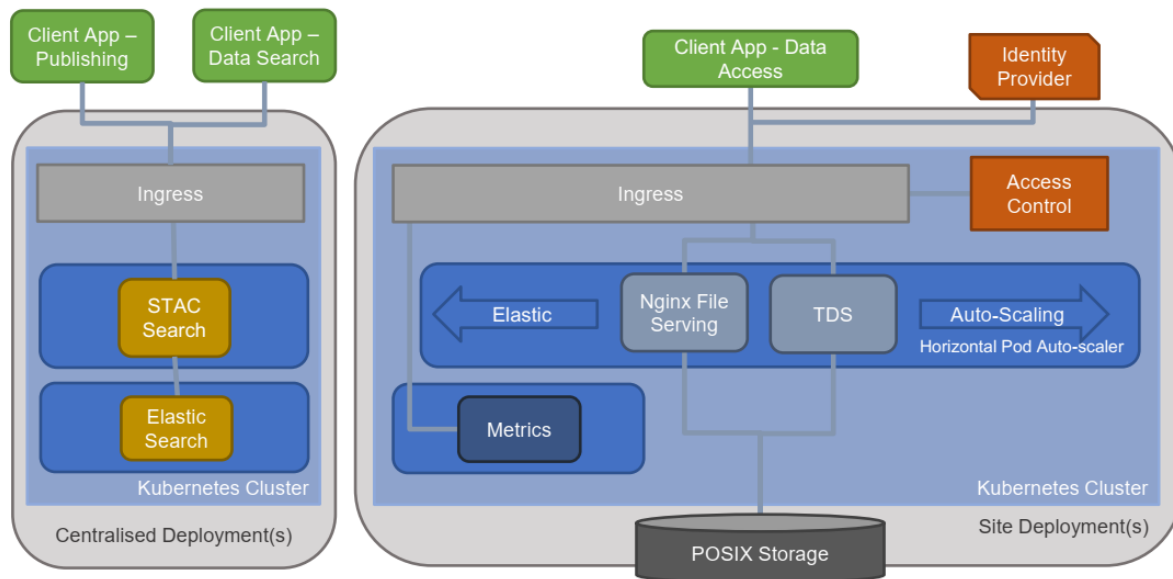 Client App –
Publishing
Client App –
Data Search
Client App - Data
Access
Identity
Provider
Ingress
Ingress
Access
Control
STAC
Search
Elastic
Nginx File
Serving
TDS
Auto-Scaling
Horizontal Pod Auto-scaler
Elastic
Search
Metrics
Kubernetes Cluster
Kubernetes Cluster
Centralised Deployment(s)
Site Deployment(s)
POSIX Storage